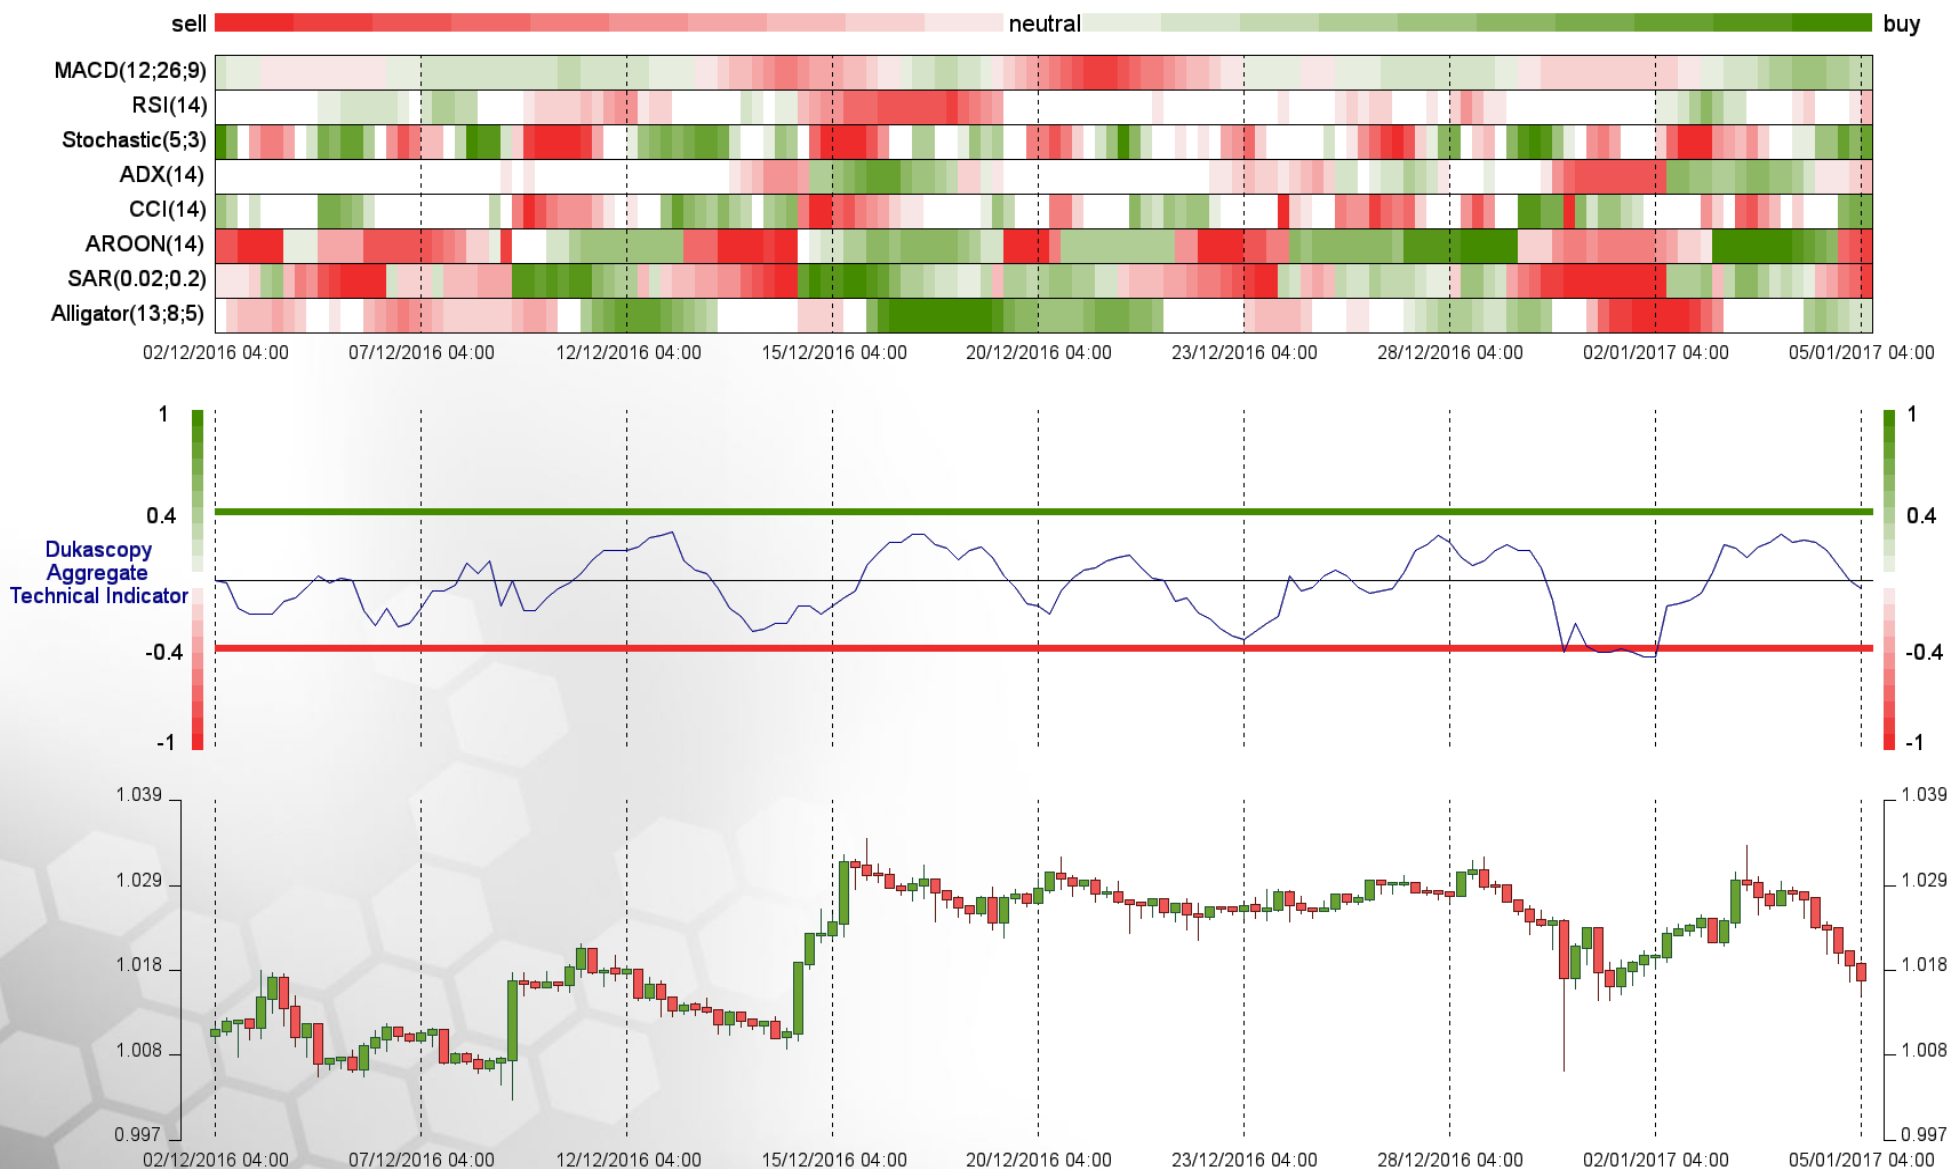 sell neutral buy
MACD(12;26;9)
RSI(14)
Stochastic(5;3)
ADX(14)
CCI(14)
AROON(14)
SAR(0.02;0.2)
Alligator(13;8;5)
02/12/2016 04:00 07/12/2016 04:00 12/12/2016 04:00 15/12/2016 04:00 20/12/2016 04:00 23/12/2016 04:00 28/12/2016 04:00 02/01/2017 04:00 05/01/2017 04:00
1 1
0.4 0.4
Dukascopy
Aggregate
Technical Indicator
-0.4 -0.4
-1 -1
1.039 1.039
1.029 1.029
1.018 1.018
1.008 1.008
0.997 0.997
02/12/2016 04:00 07/12/2016 04:00 12/12/2016 04:00 15/12/2016 04:00 20/12/2016 04:00 23/12/2016 04:00 28/12/2016 04:00 02/01/2017 04:00 05/01/2017 04:00